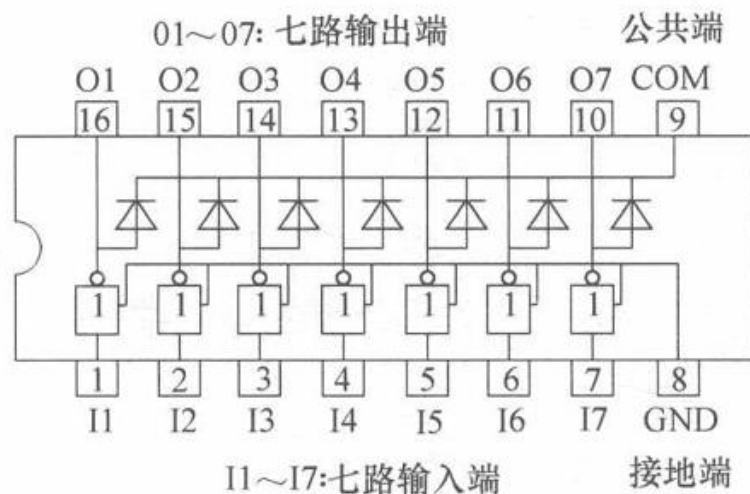 01～07: 七路输出端 公共端
O1 O2 O3 O4 O5 O6 O7 COM
16 15 14 13 12 11 10 9
1 1 1 1 1 1 1
1 2 3 4 5 6 7 8
I1 I2 I3 I4 I5 I6 I7 GND
I1～I7:七路输入端 接地端